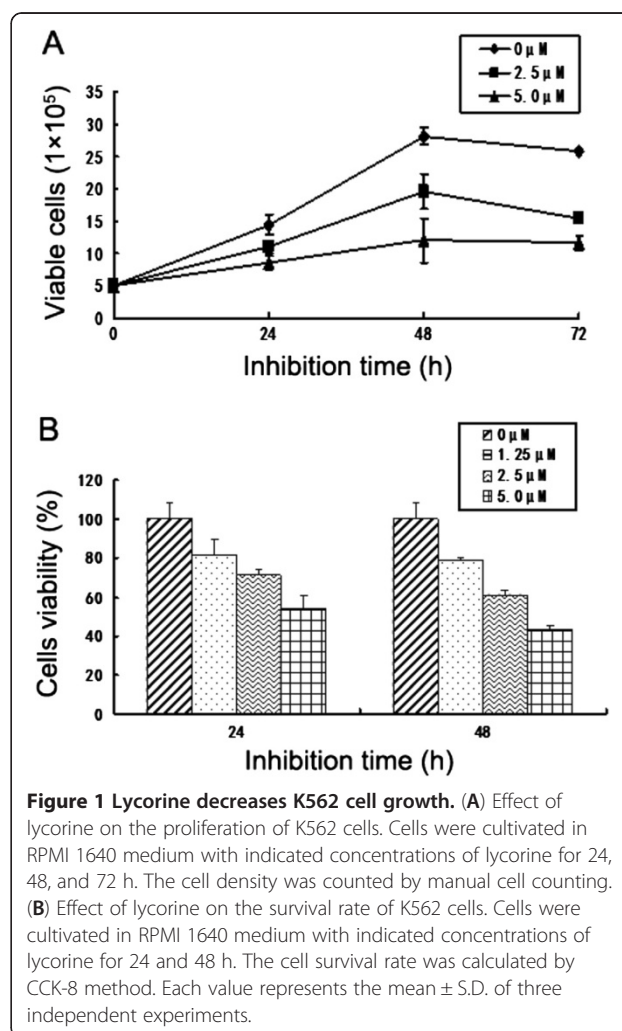 A
0 μM
2.5 μM
5.0 μM
Viable cells (1×10⁵)
35
30
25
20
15
10
5
0
0 24 48 72
Inhibition time (h)
B
0 μM
1.25 μM
2.5 μM
5.0 μM
Cells viability (%)
120
100
80
60
40
20
0
24 48
Inhibition time (h)
Figure 1 Lycorine decreases K562 cell growth. (A) Effect of
lycorine on the proliferation of K562 cells. Cells were cultivated in
RPMI 1640 medium with indicated concentrations of lycorine for 24,
48, and 72 h. The cell density was counted by manual cell counting.
(B) Effect of lycorine on the survival rate of K562 cells. Cells were
cultivated in RPMI 1640 medium with indicated concentrations of
lycorine for 24 and 48 h. The cell survival rate was calculated by
CCK-8 method. Each value represents the mean ± S.D. of three
independent experiments.